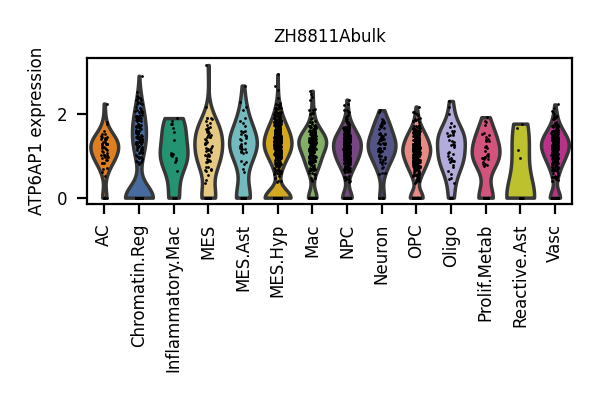 ZH8811Abulk
ATP6AP1 expression
2
0
AC
Chromatin.Reg
Inflammatory.Mac
MES
MES.Ast
MES.Hyp
Mac
NPC
Neuron
OPC
Oligo
Prolif.Metab
Reactive.Ast
Vasc